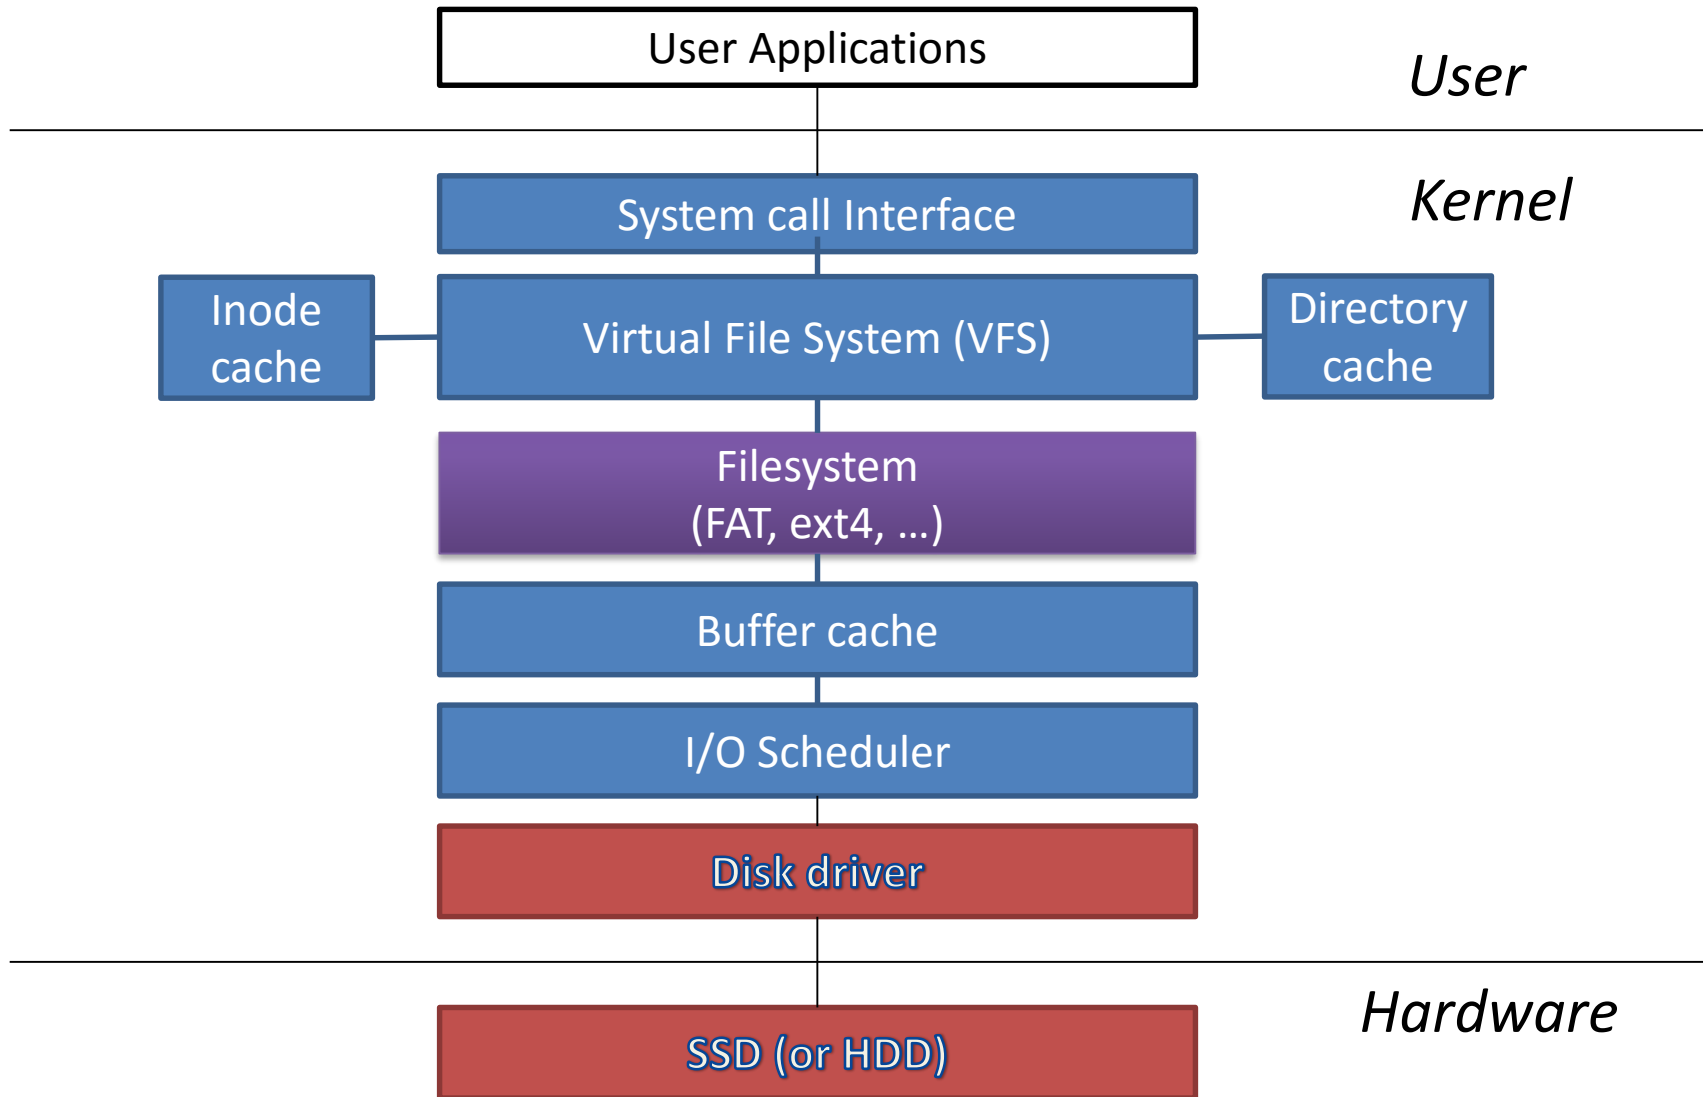 User Applications
User
System call Interface
Kernel
Inode
cache
Virtual File System (VFS)
Directory
cache
Filesystem
(FAT, ext4, …)
Buffer cache
I/O Scheduler
Disk driver
Hardware
SSD (or HDD)